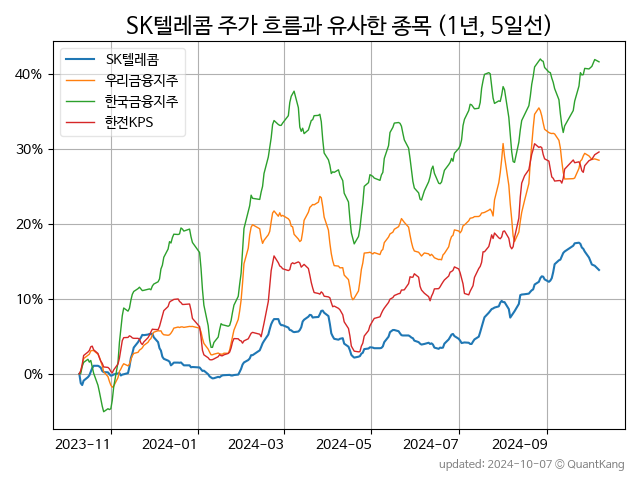 SK텔레콤 주가 흐름과 유사한 종목 (1년, 5일선)
SK텔레콤
우리금융지주
한국금융지주
한전KPS
40%
30%
20%
10%
0%
2023-11
2024-01
2024-03
2024-05
2024-07
2024-09
updated: 2024-10-07 © QuantKang